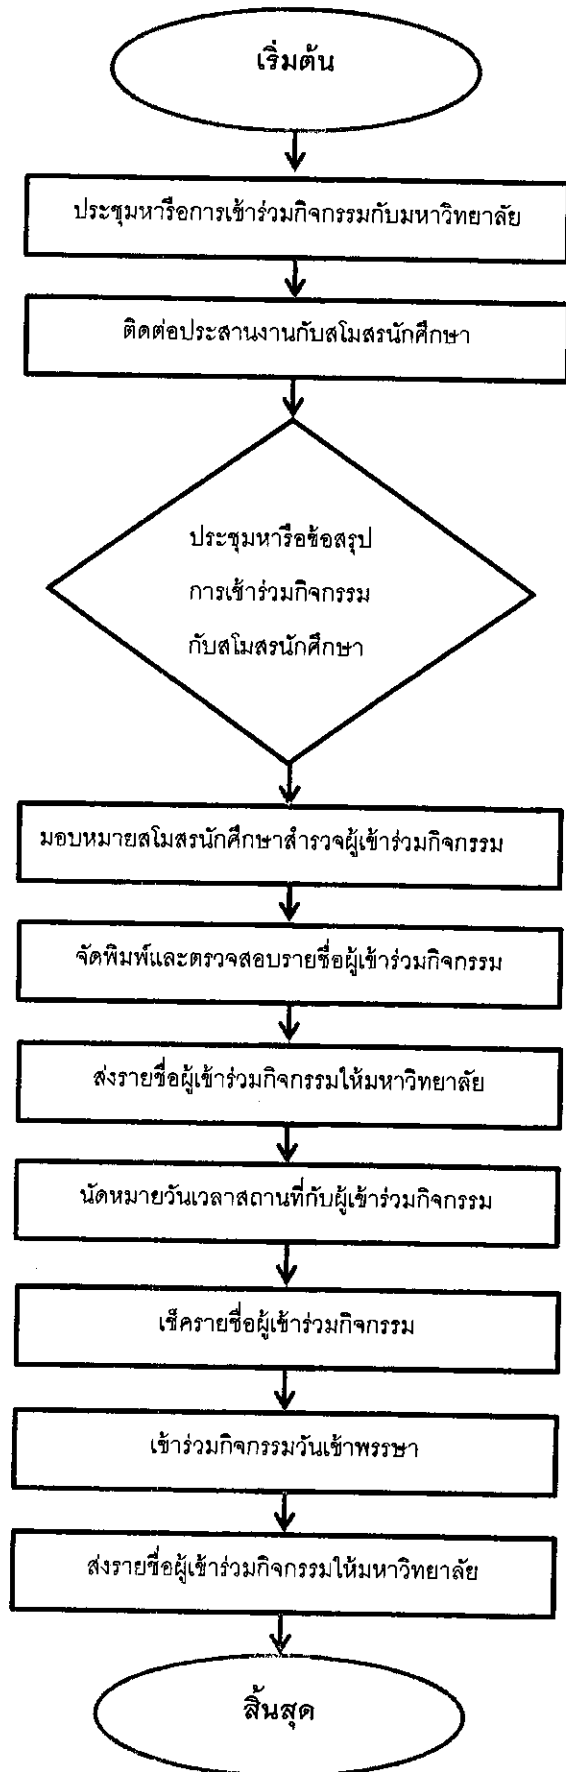 เริ่มต้น
ประชุมหารือการเข้าร่วมกิจกรรมกับมหาวิทยาลัย
ติดต่อประสานงานกับสโมสรนักศึกษา
ประชุมหารือข้อสรุป
การเข้าร่วมกิจกรรม
กับสโมสรนักศึกษา
มอบหมายสโมสรนักศึกษาสำรวจผู้เข้าร่วมกิจกรรม
จัดพิมพ์และตรวจสอบรายชื่อผู้เข้าร่วมกิจกรรม
ส่งรายชื่อผู้เข้าร่วมกิจกรรมให้มหาวิทยาลัย
นัดหมายวันเวลาสถานที่กับผู้เข้าร่วมกิจกรรม
เช็ครายชื่อผู้เข้าร่วมกิจกรรม
เข้าร่วมกิจกรรมวันเข้าพรรษา
ส่งรายชื่อผู้เข้าร่วมกิจกรรมให้มหาวิทยาลัย
สิ้นสุด